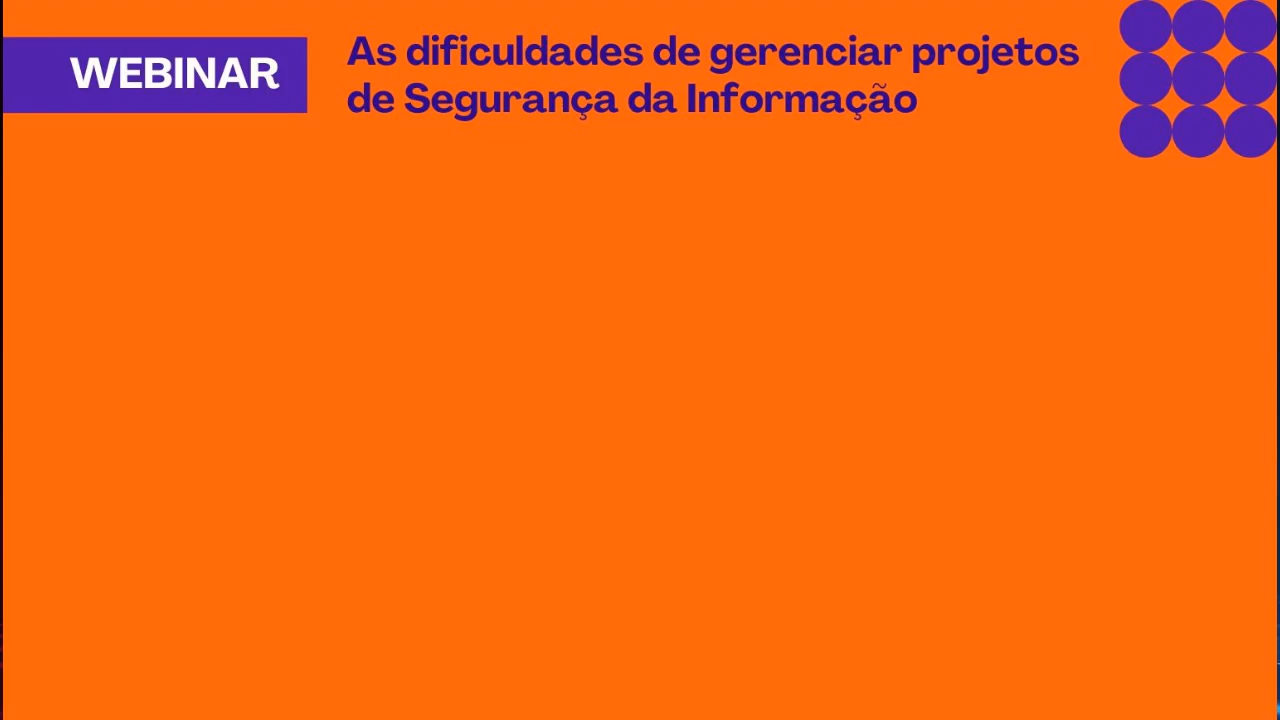 WEBINAR
As dificuldades de gerenciar projetos
de Segurança da Informação